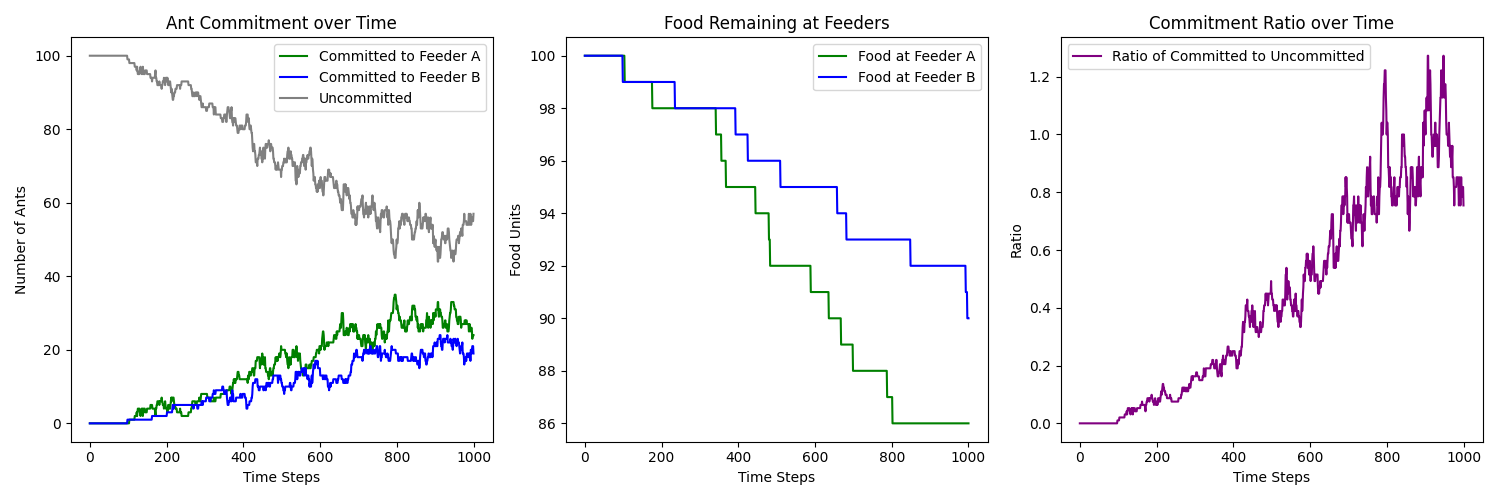 Ant Commitment over Time
Number of Ants
100
80
60
40
20
0
Committed to Feeder A
Committed to Feeder B
Uncommitted
0 200 400 600 800 1000
Time Steps
Food Remaining at Feeders
Food Units
100
98
96
94
92
90
88
86
Food at Feeder A
Food at Feeder B
0 200 400 600 800 1000
Time Steps
Commitment Ratio over Time
Ratio
1.2
1.0
0.8
0.6
0.4
0.2
0.0
Ratio of Committed to Uncommitted
0 200 400 600 800 1000
Time Steps